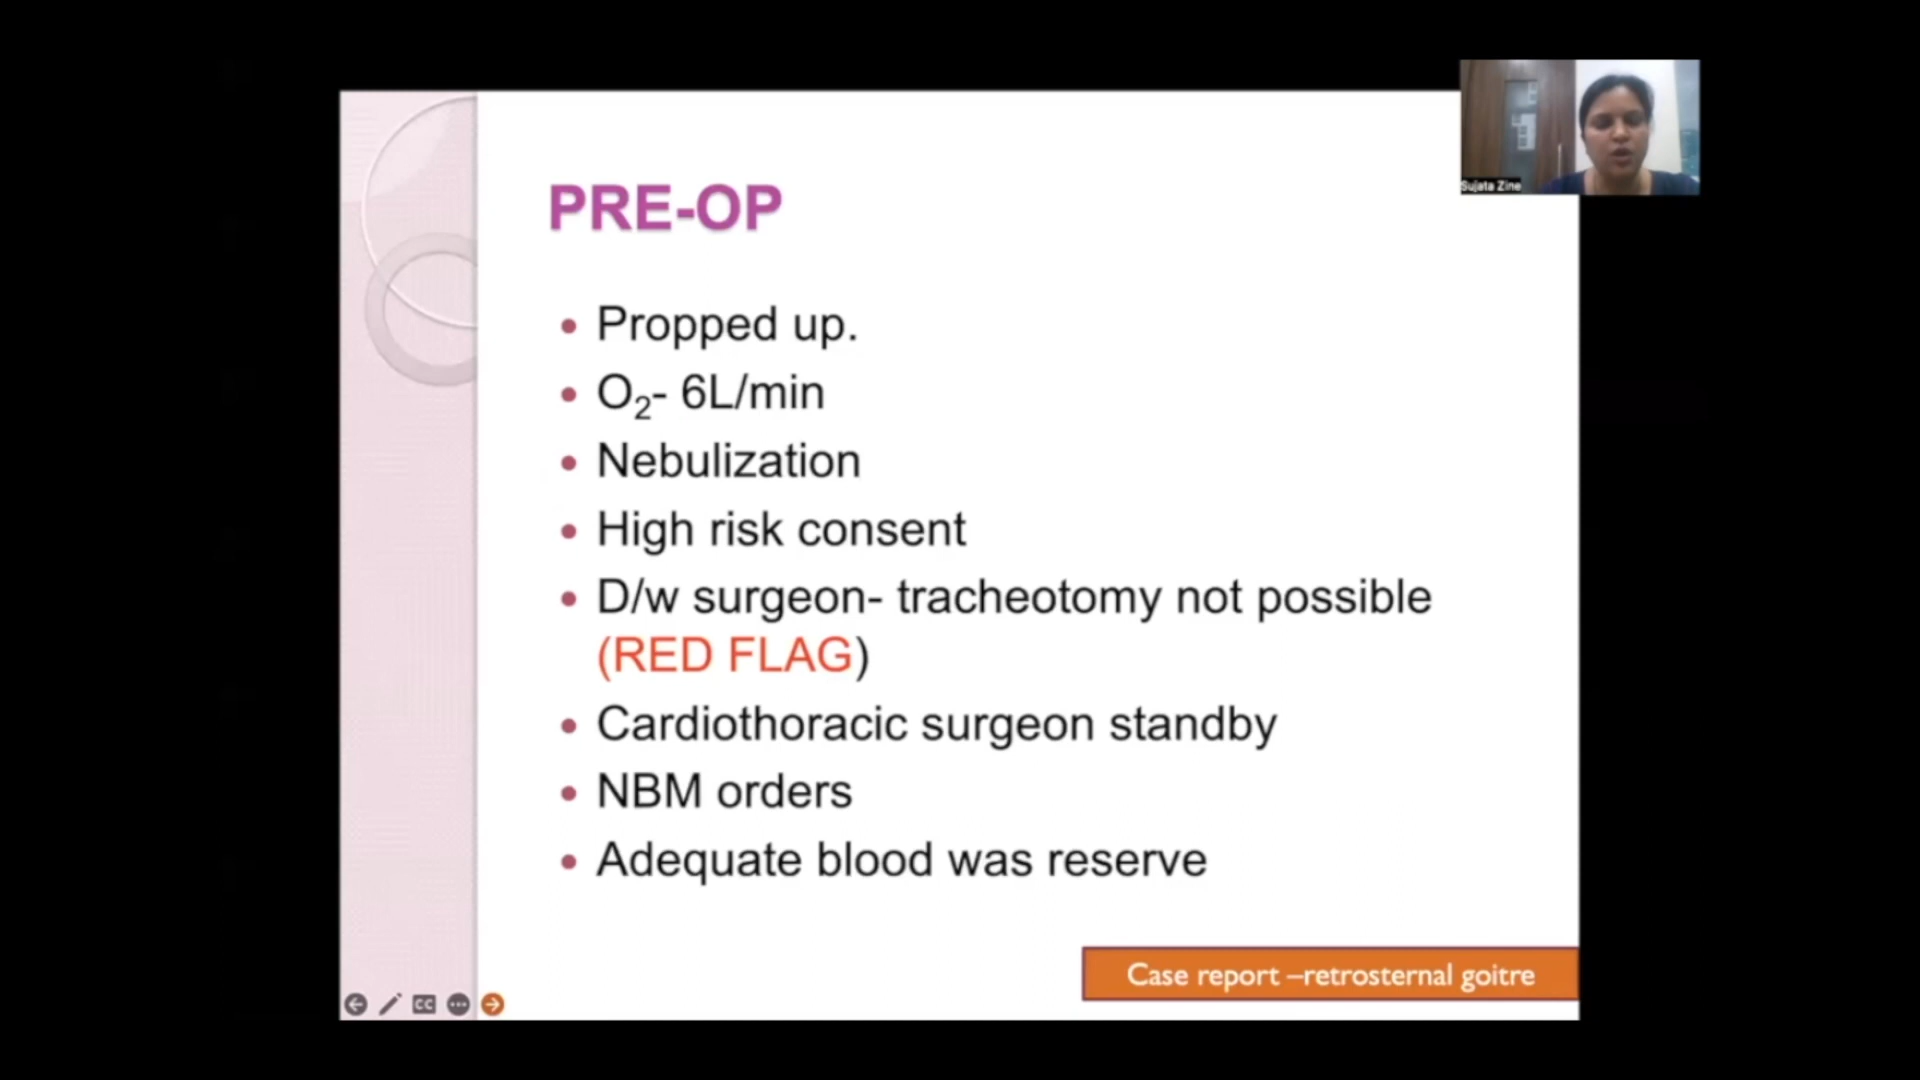 Sujata Zine
PRE-OP
• Propped up.
• O₂- 6L/min
• Nebulization
• High risk consent
• D/w surgeon- tracheotomy not possible
(RED FLAG)
• Cardiothoracic surgeon standby
• NBM orders
• Adequate blood was reserve
Case report –retrosternal goitre
CC